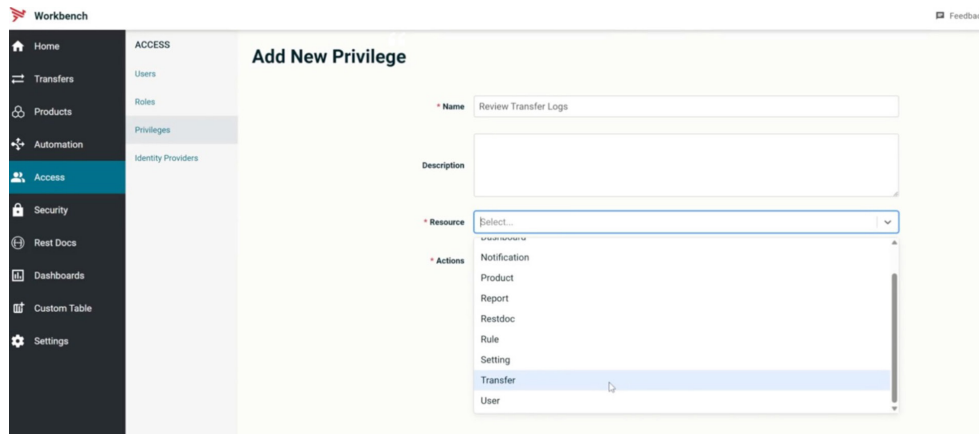 Workbench
Feedbac
Home
Transfers
Products
Automation
Access
Security
Rest Docs
Dashboards
Custom Table
Settings
ACCESS
Users
Roles
Privileges
Identity Providers
Add New Privilege
* Name
Review Transfer Logs
Description
* Resource
Select...
* Actions
Dashboard
Notification
Product
Report
Restdoc
Rule
Setting
Transfer
User